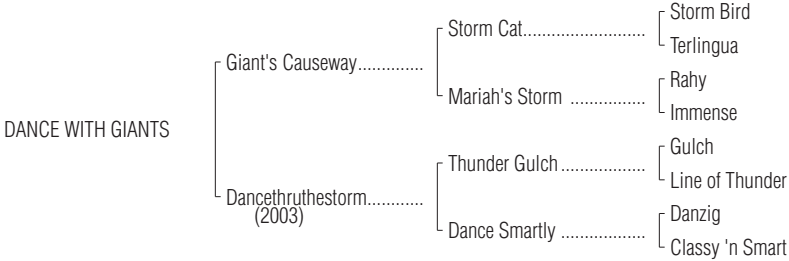 Storm Bird
Storm Cat.........................
Terlingua
Giant's Causeway..............
Rahy
Mariah's Storm ................
Immense
DANCE WITH GIANTS
Gulch
Thunder Gulch..................
Line of Thunder
Dancethruthestorm............
(2003)
Danzig
Dance Smartly ..................
Classy 'n Smart